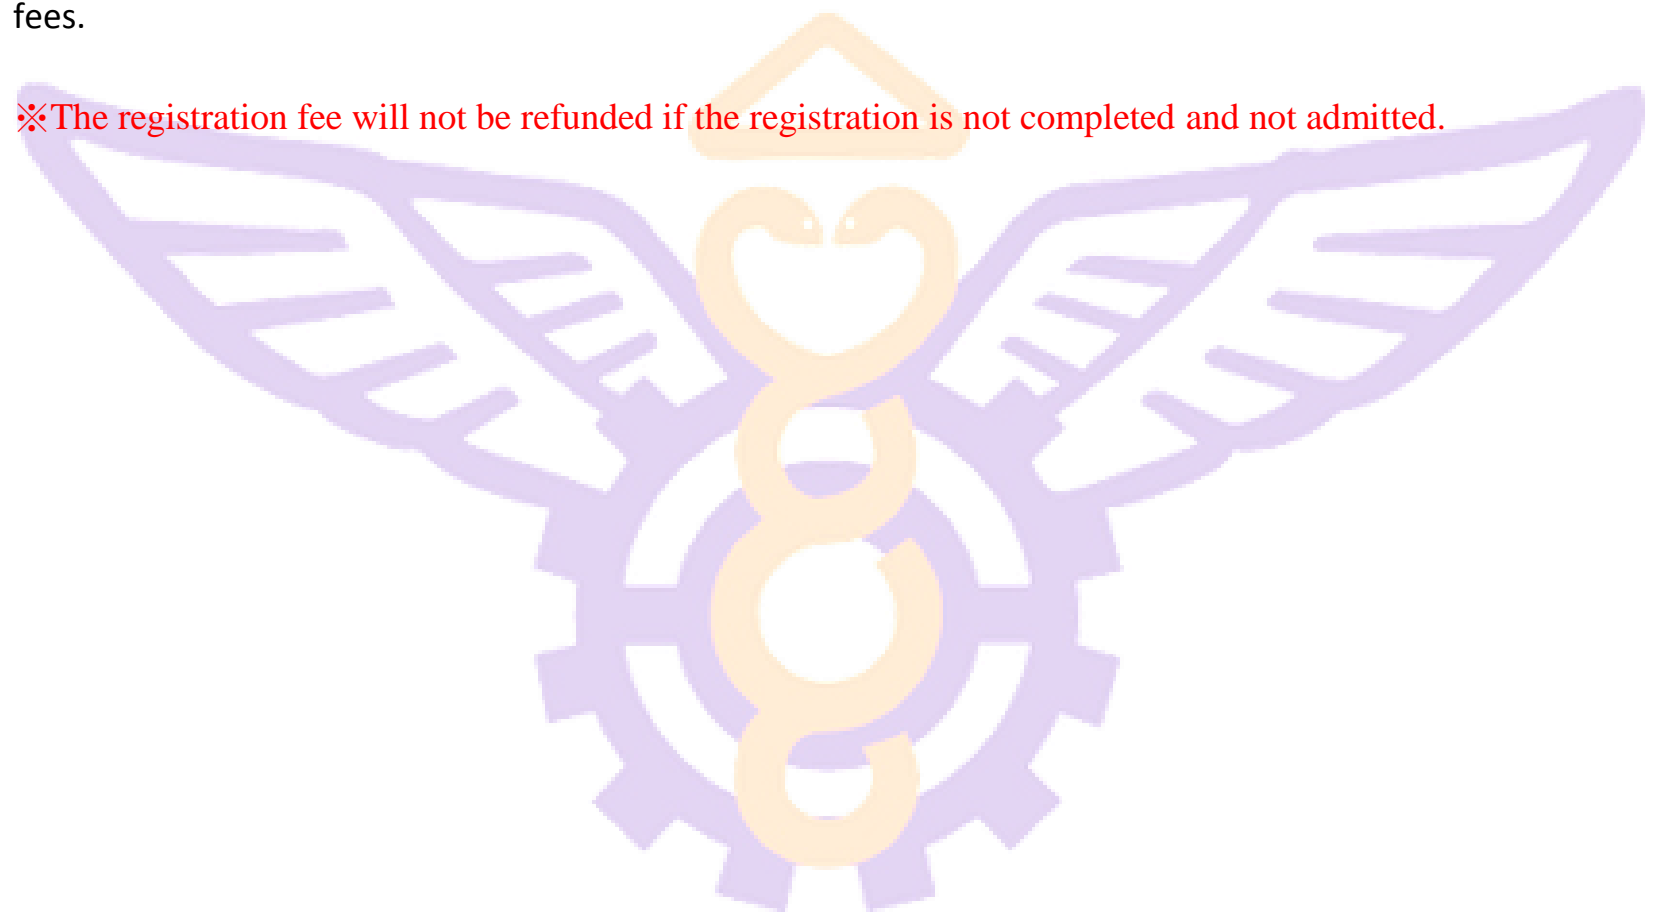 fees.
※The registration fee will not be refunded if the registration is not completed and not admitted.